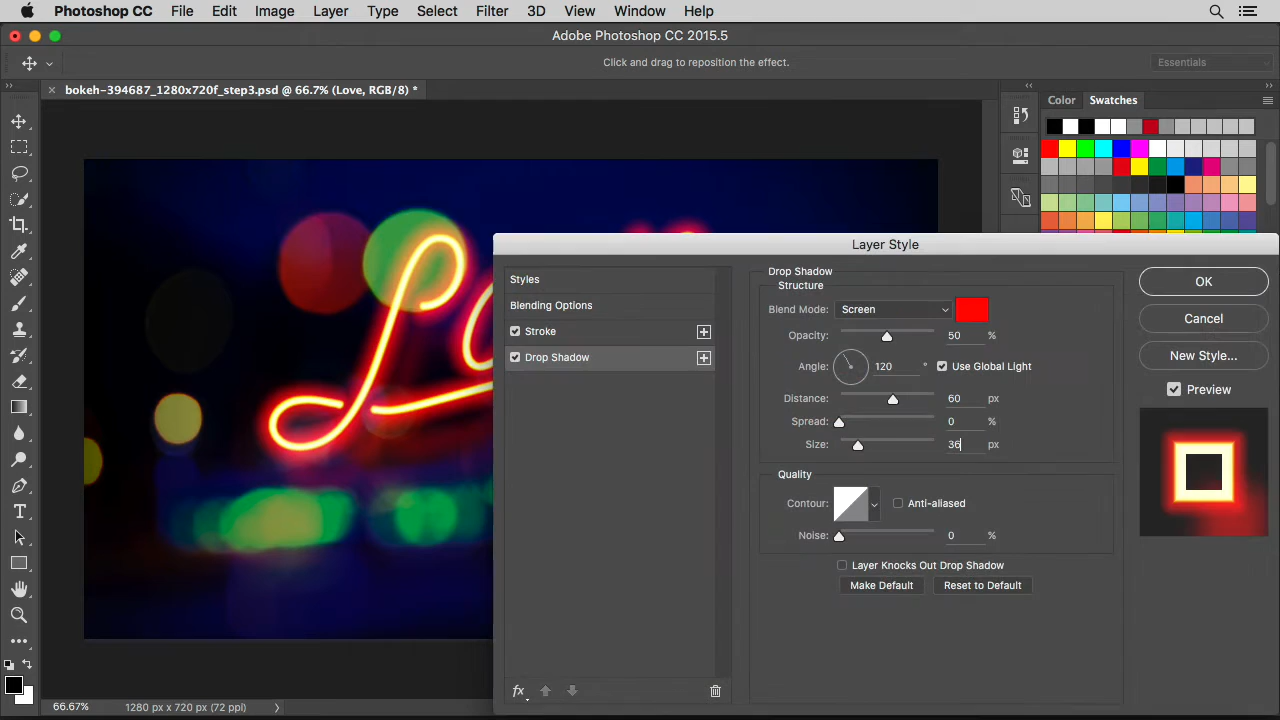 Photoshop CC File Edit Image Layer Type Select Filter 3D View Window Help
Adobe Photoshop CC 2015.5
Click and drag to reposition the effect.
Essentials
bokeh-394687_1280x720f_step3.psd @ 66.7% (Love, RGB/8) *
Color Swatches
Layer Style
Styles
Blending Options
Stroke
Drop Shadow
Drop Shadow
Structure
Blend Mode: Screen
Opacity: 50 %
Angle: 120 ° Use Global Light
Distance: 60 px
Spread: 0 %
Size: 36 px
Quality
Contour: Anti-aliased
Noise: 0 %
Layer Knocks Out Drop Shadow
Make Default Reset to Default
OK
Cancel
New Style...
Preview
fx
66.67% 1280 px x 720 px (72 ppi)